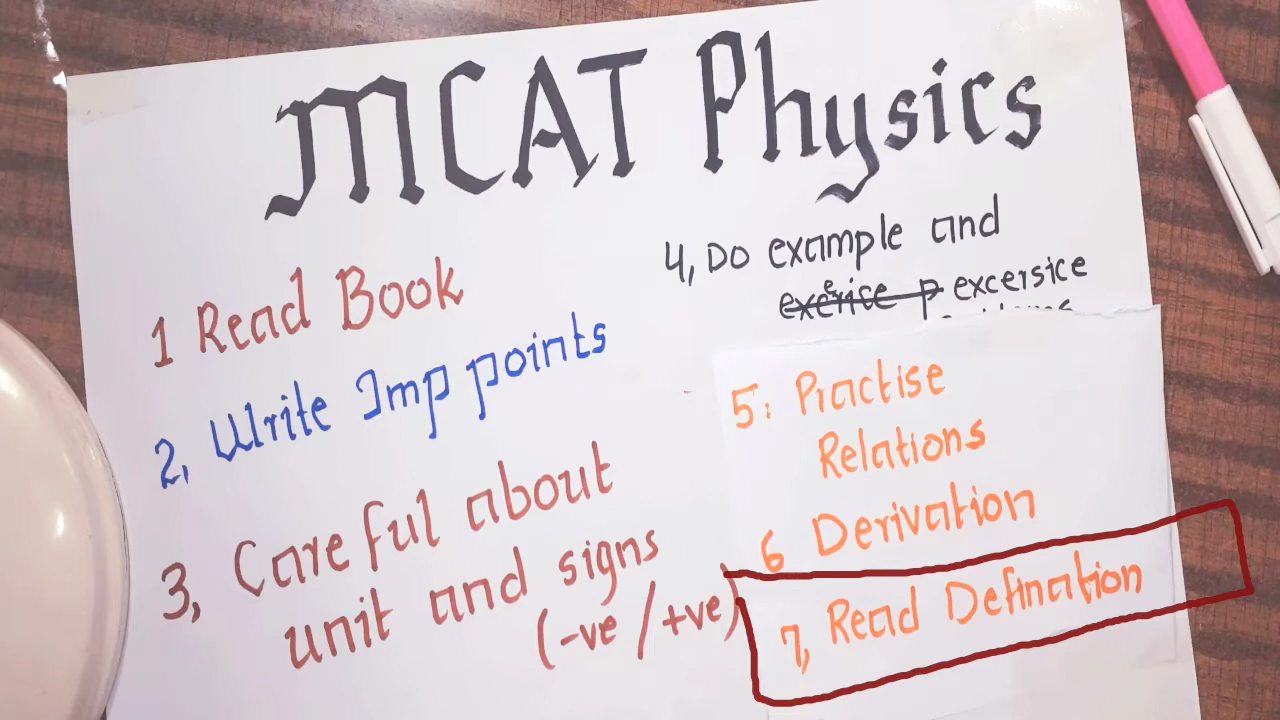 MCAT Physics
1 Read Book
2, Write Imp points
3, Careful about
unit and signs
(-ve/+ve)
4, Do example and
exerice p excersice
5: Practise
Relations
6 Derivation
7, Read Defination